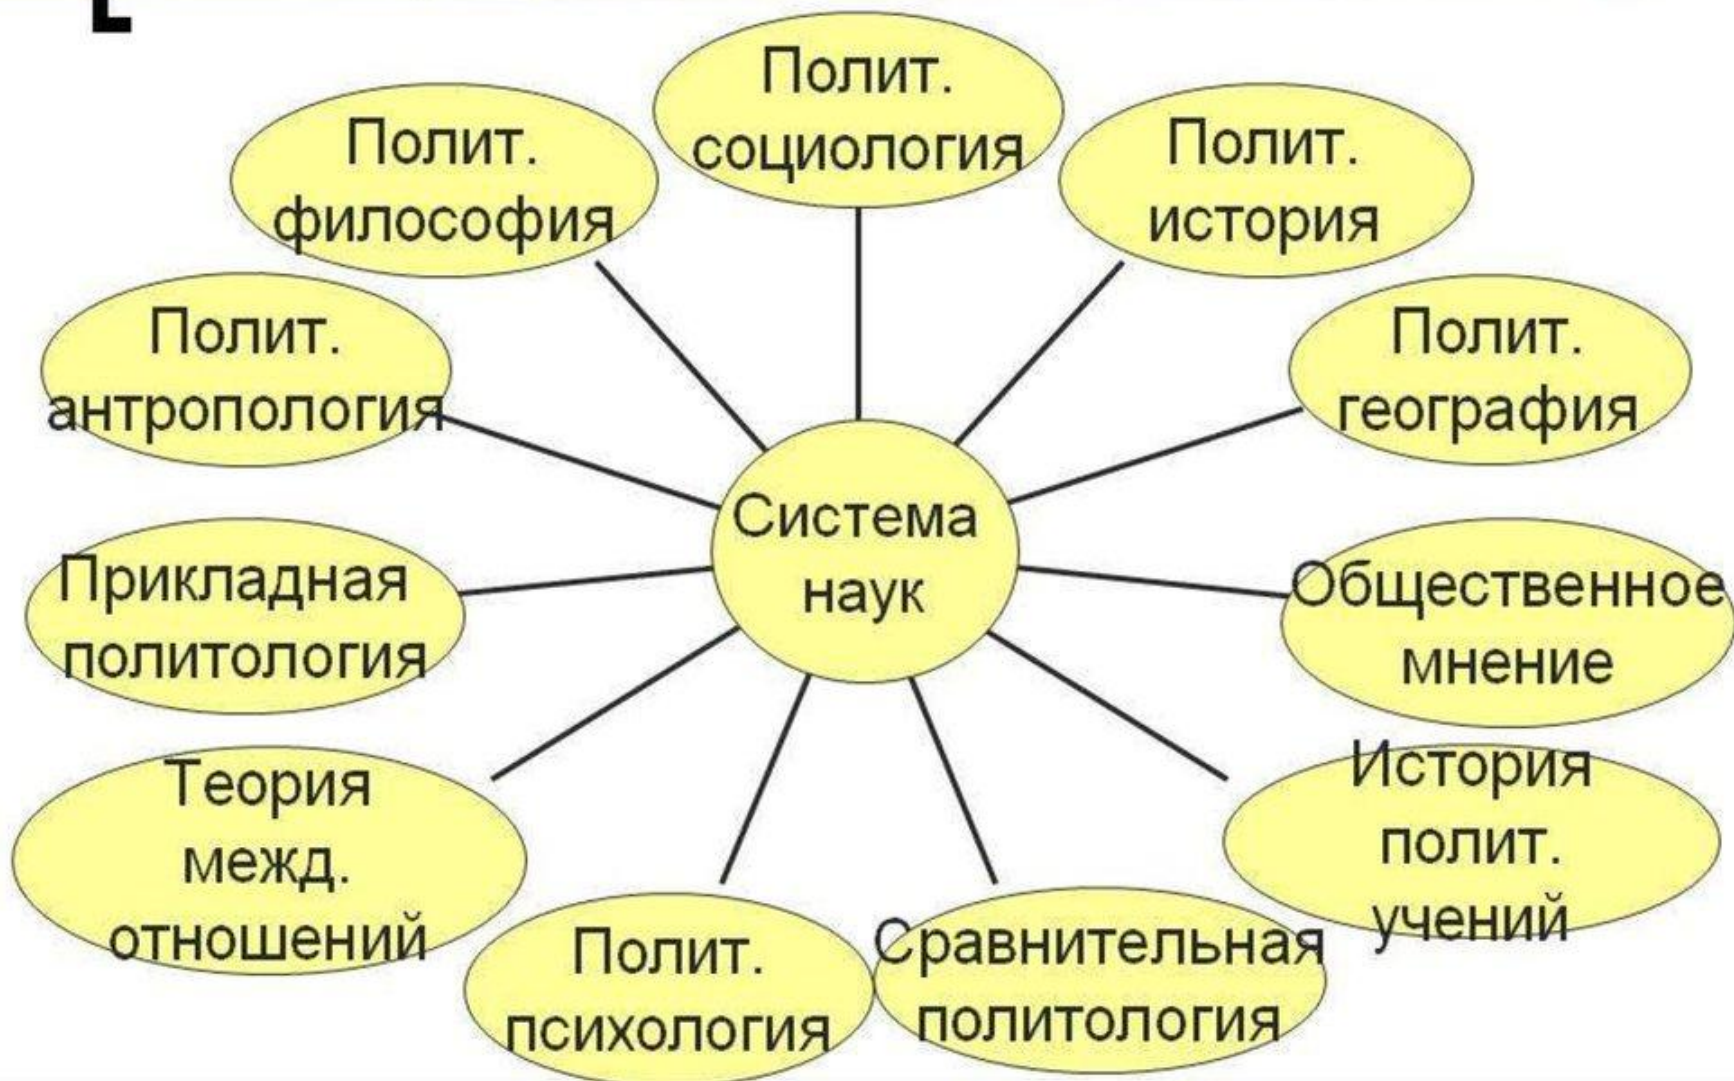 Полит.
социология
Полит.
философия
Полит.
история
Полит.
антропология
Полит.
география
Система
наук
Прикладная
политология
Общественное
мнение
Теория
межд.
отношений
История
полит.
учений
Полит.
психология
Сравнительная
политология